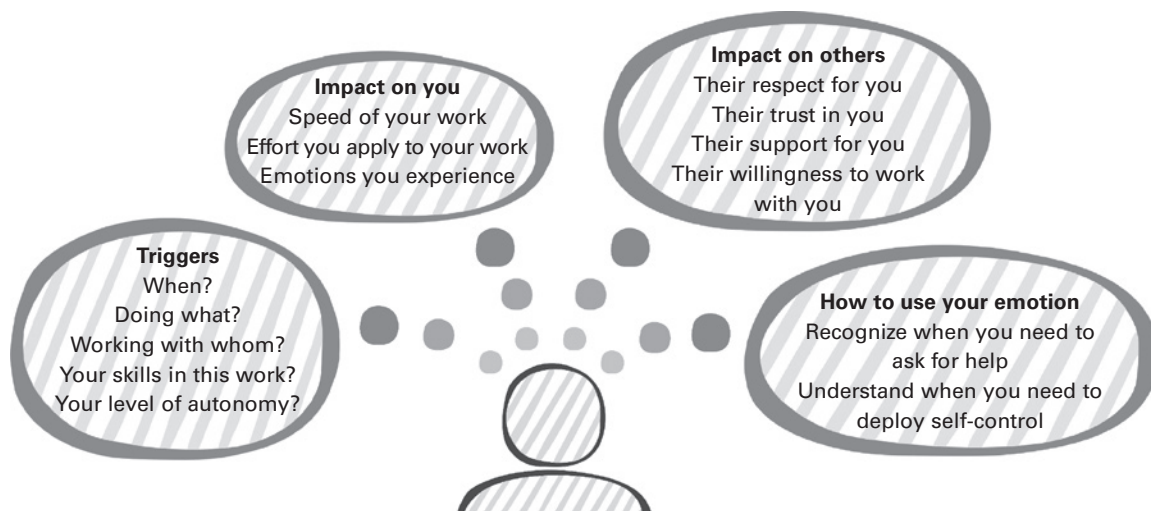 Impact on you
Speed of your work
Effort you apply to your work
Emotions you experience
Impact on others
Their respect for you
Their trust in you
Their support for you
Their willingness to work
with you
Triggers
When?
Doing what?
Working with whom?
Your skills in this work?
Your level of autonomy?
How to use your emotion
Recognize when you need to
ask for help
Understand when you need to
deploy self-control